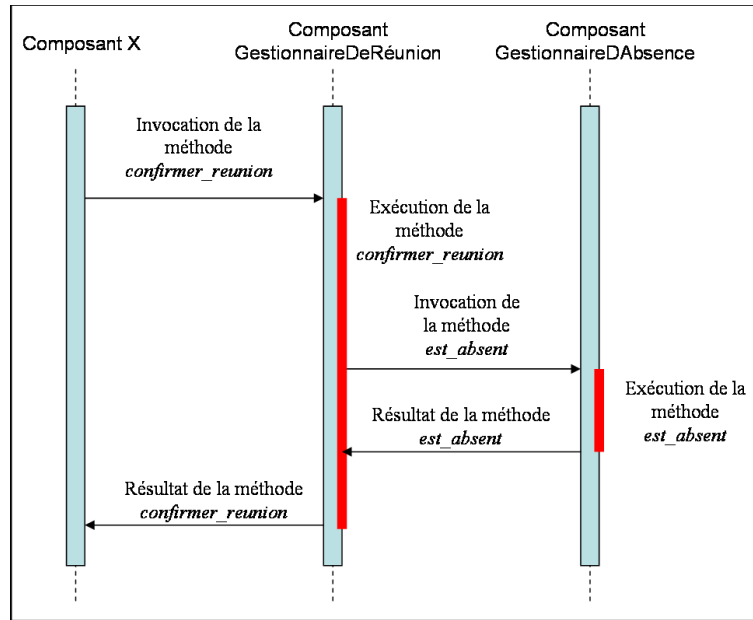 Composant X
Composant
GestionnaireDeRéunion
Composant
GestionnaireDAbsence
Invocation de la
méthode
confirmer_reunion
Exécution de la
méthode
confirmer_reunion
Invocation de
la méthode
est_absent
Exécution de la
méthode
est_absent
Résultat de la méthode
est_absent
Résultat de la méthode
confirmer_reunion